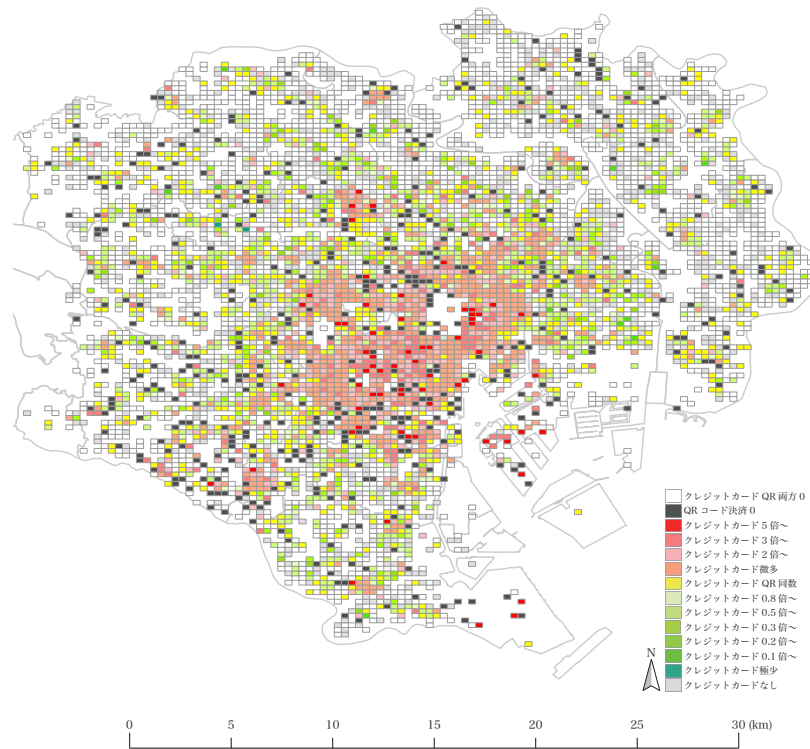 クレジットカード QR 両方 0
QR コード決済 0
クレジットカード 5 倍〜
クレジットカード 3 倍〜
クレジットカード 2 倍〜
クレジットカード微多
クレジットカード QR 同数
クレジットカード 0.8 倍〜
クレジットカード 0.5 倍〜
クレジットカード 0.3 倍〜
クレジットカード 0.2 倍〜
クレジットカード 0.1 倍〜
クレジットカード極少
クレジットカードなし
N
0 5 10 15 20 25 30 (km)